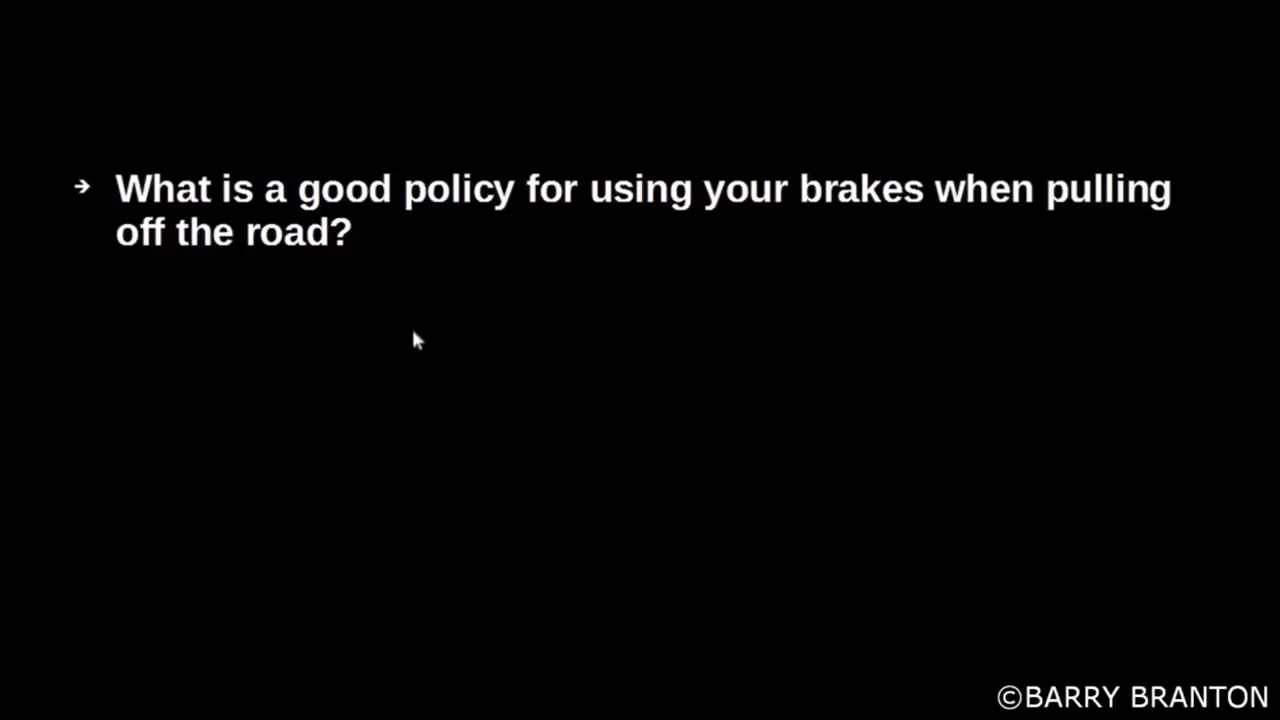 ➔ What is a good policy for using your brakes when pulling
off the road?
©BARRY BRANTON